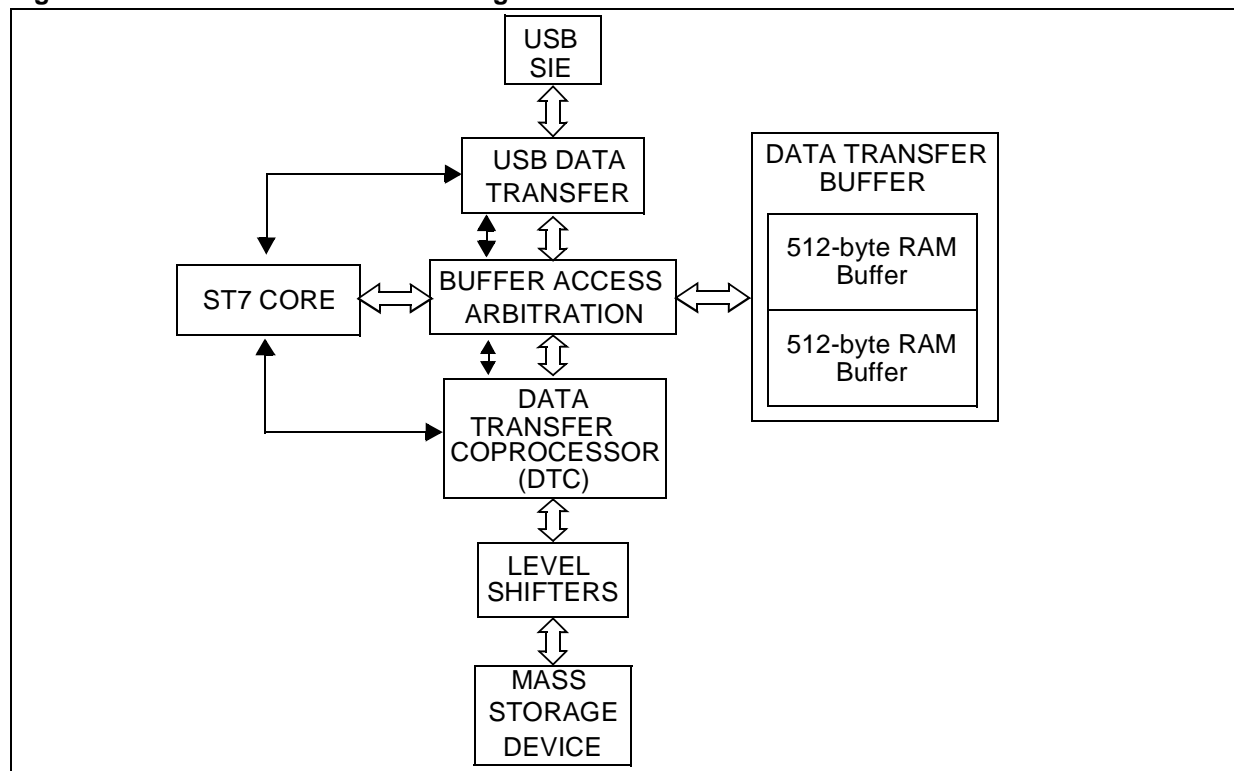 USB
SIE
USB DATA
TRANSFER
DATA TRANSFER
BUFFER
512-byte RAM
Buffer
512-byte RAM
Buffer
ST7 CORE
BUFFER ACCESS
ARBITRATION
DATA
TRANSFER
COPROCESSOR
(DTC)
LEVEL
SHIFTERS
MASS
STORAGE
DEVICE